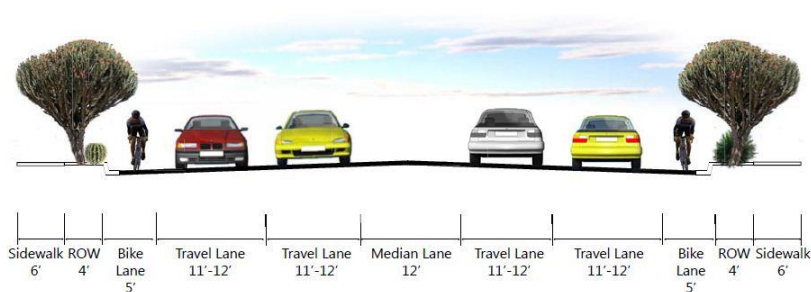 Sidewalk ROW Bike Travel Lane Travel Lane Median Lane Travel Lane Travel Lane Bike ROW Sidewalk
6' 4' Lane 11'-12' 11'-12' 12' 11'-12' 11'-12' Lane 4' 6'
5' 5'